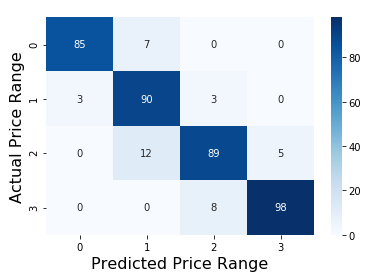 Actual Price Range
0 85 7 0 0
1 3 90 3 0
2 0 12 89 5
3 0 0 8 98
0 1 2 3
Predicted Price Range
80
60
40
20
0